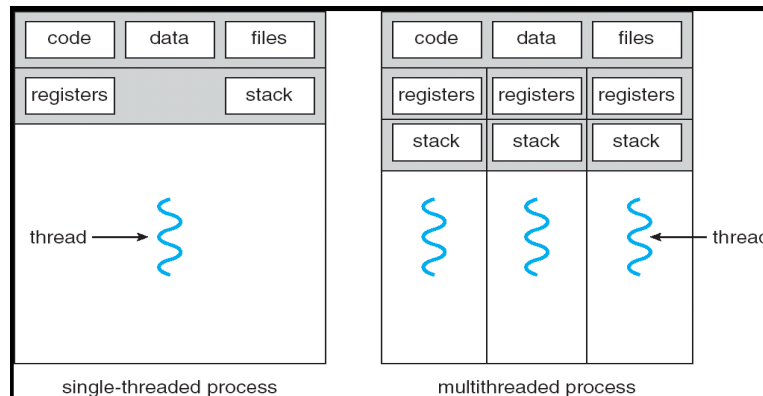 code data files
registers stack
thread
single-threaded process
code data files
registers registers registers
stack stack stack
thread
multithreaded process